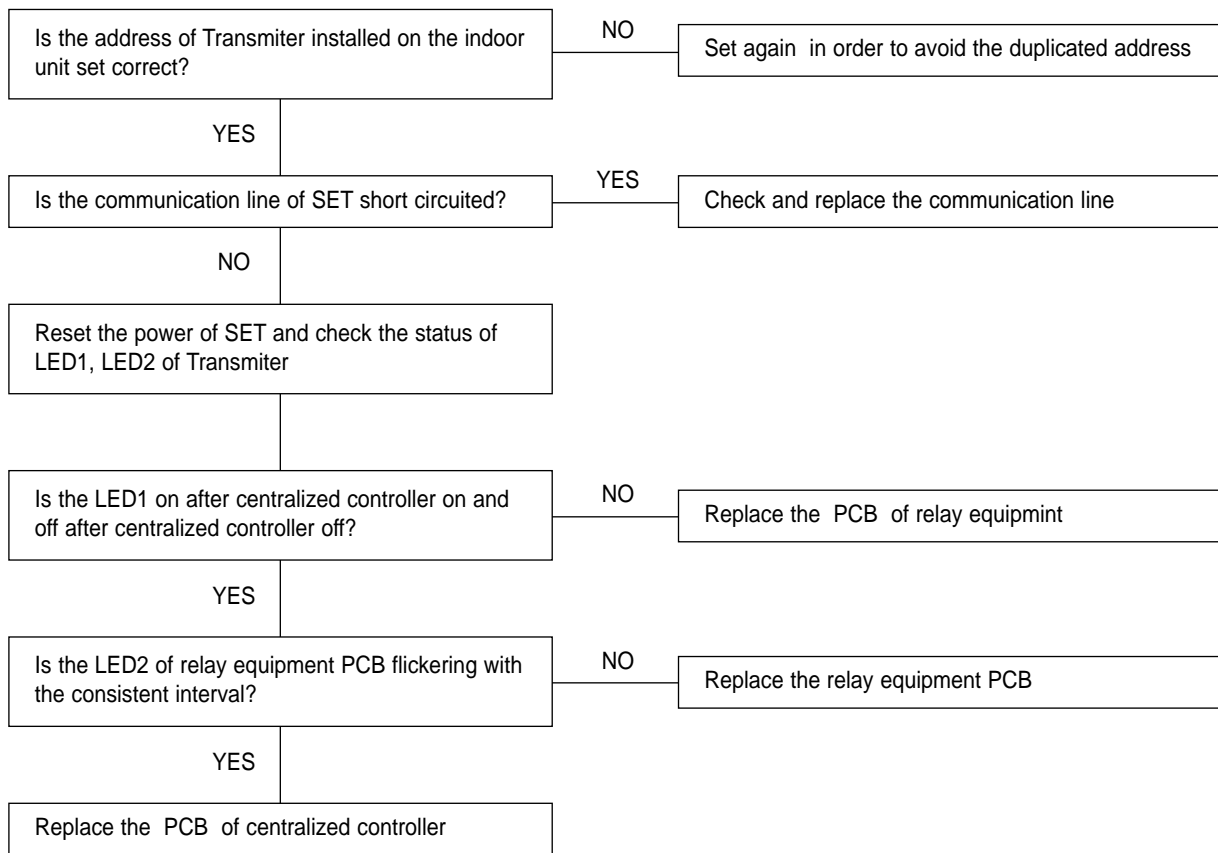 Is the address of Transmiter installed on the indoor
unit set correct?
NO
Set again in order to avoid the duplicated address
YES
Is the communication line of SET short circuited?
YES
Check and replace the communication line
NO
Reset the power of SET and check the status of
LED1, LED2 of Transmiter
Is the LED1 on after centralized controller on and
off after centralized controller off?
NO
Replace the PCB of relay equipmint
YES
Is the LED2 of relay equipment PCB flickering with
the consistent interval?
NO
Replace the relay equipment PCB
YES
Replace the PCB of centralized controller